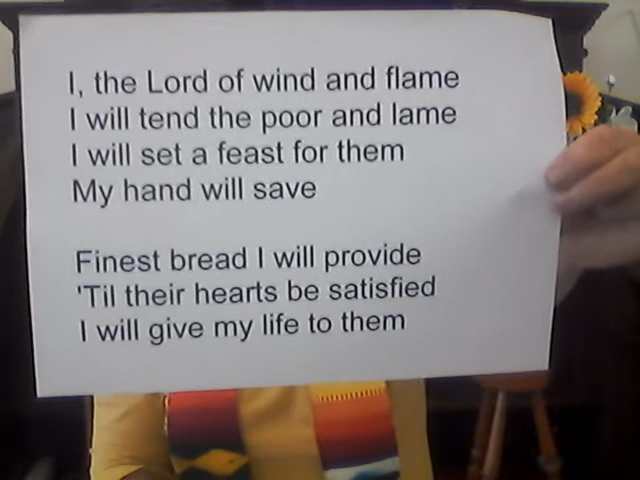 I, the Lord of wind and flame
I will tend the poor and lame
I will set a feast for them
My hand will save
Finest bread I will provide
'Til their hearts be satisfied
I will give my life to them